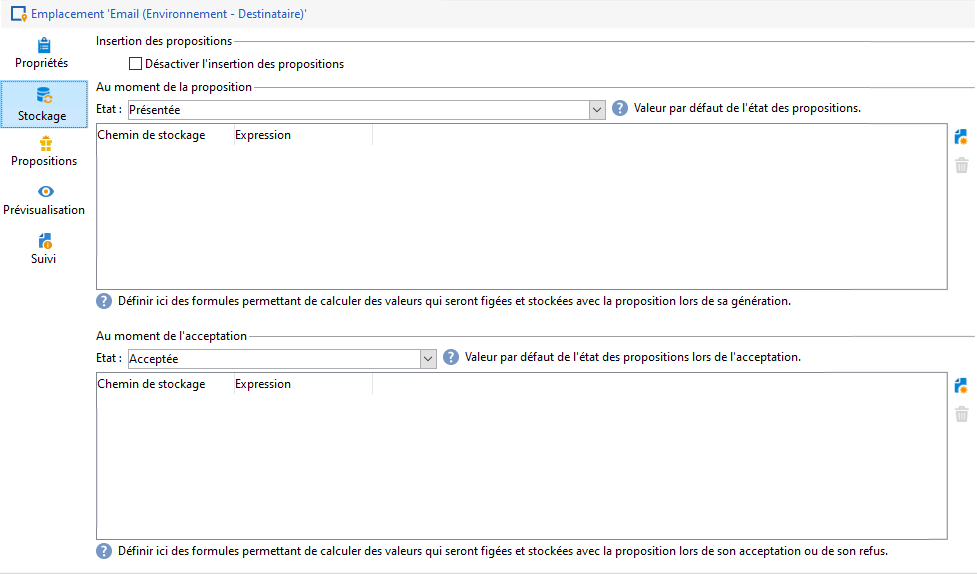 Emplacement 'Email (Environnement - Destinataire)'
Propriétés
Stockage
Propositions
Prévisualisation
Suivi
Insertion des propositions
Désactiver l'insertion des propositions
Au moment de la proposition
Etat : Présentée ? Valeur par défaut de l'état des propositions.
Chemin de stockage Expression
? Définir ici des formules permettant de calculer des valeurs qui seront figées et stockées avec la proposition lors de sa génération.
Au moment de l'acceptation
Etat : Acceptée ? Valeur par défaut de l'état des propositions lors de l'acceptation.
Chemin de stockage Expression
? Définir ici des formules permettant de calculer des valeurs qui seront figées et stockées avec la proposition lors de son acceptation ou de son refus.